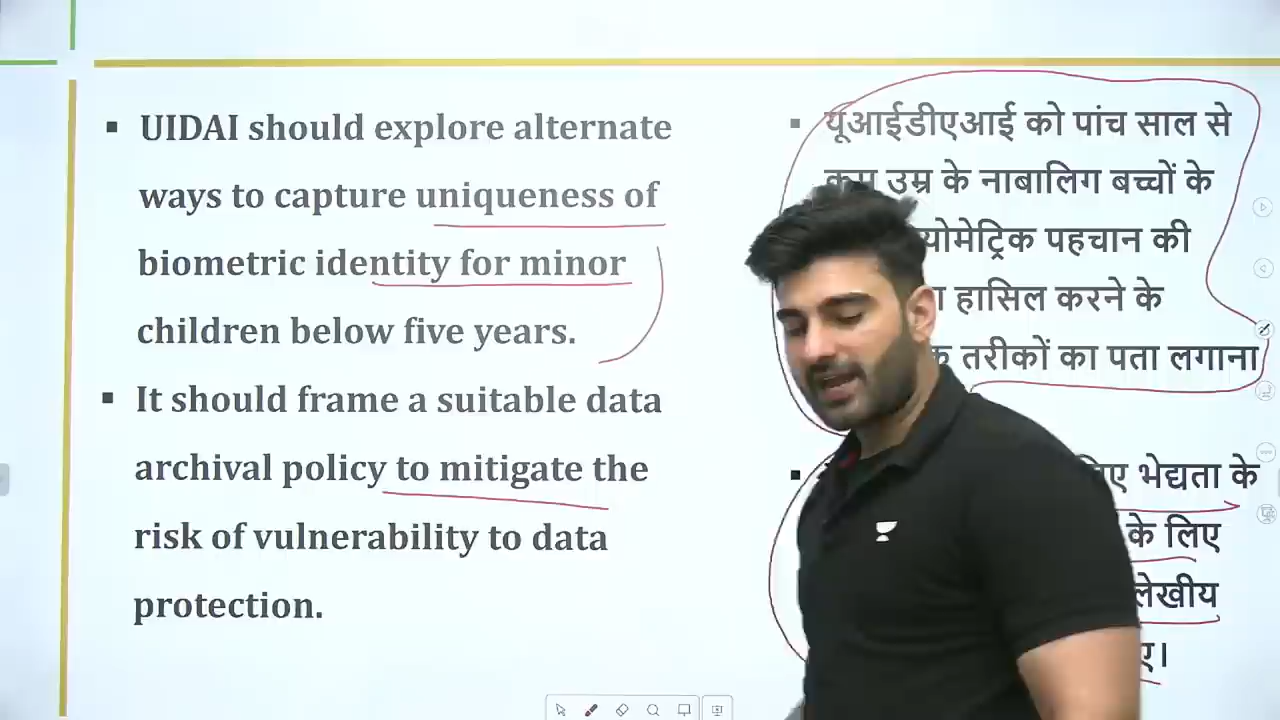 UIDAI should explore alternate
ways to capture uniqueness of
biometric identity for minor
children below five years.
It should frame a suitable data
archival policy to mitigate the
risk of vulnerability to data
protection.
यूआईडीएआई को पांच साल से
उम्र के नाबालिग बच्चों के
पहचान की
हासिल करने के
तरीकों का पता लगाना
भेद्यता के
के लिए